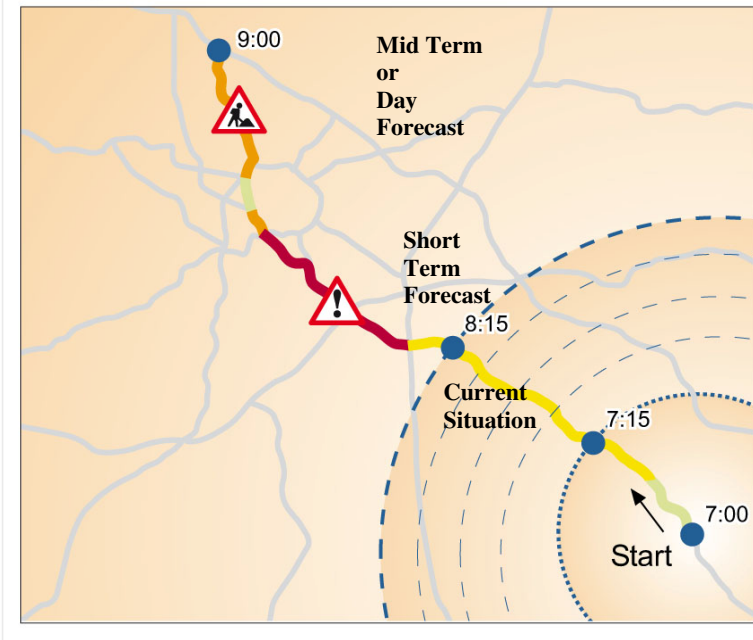 9:00
Mid Term
or
Day
Forecast
Short
Term
Forecast
!
8:15
Current
Situation
7:15
7:00
Start